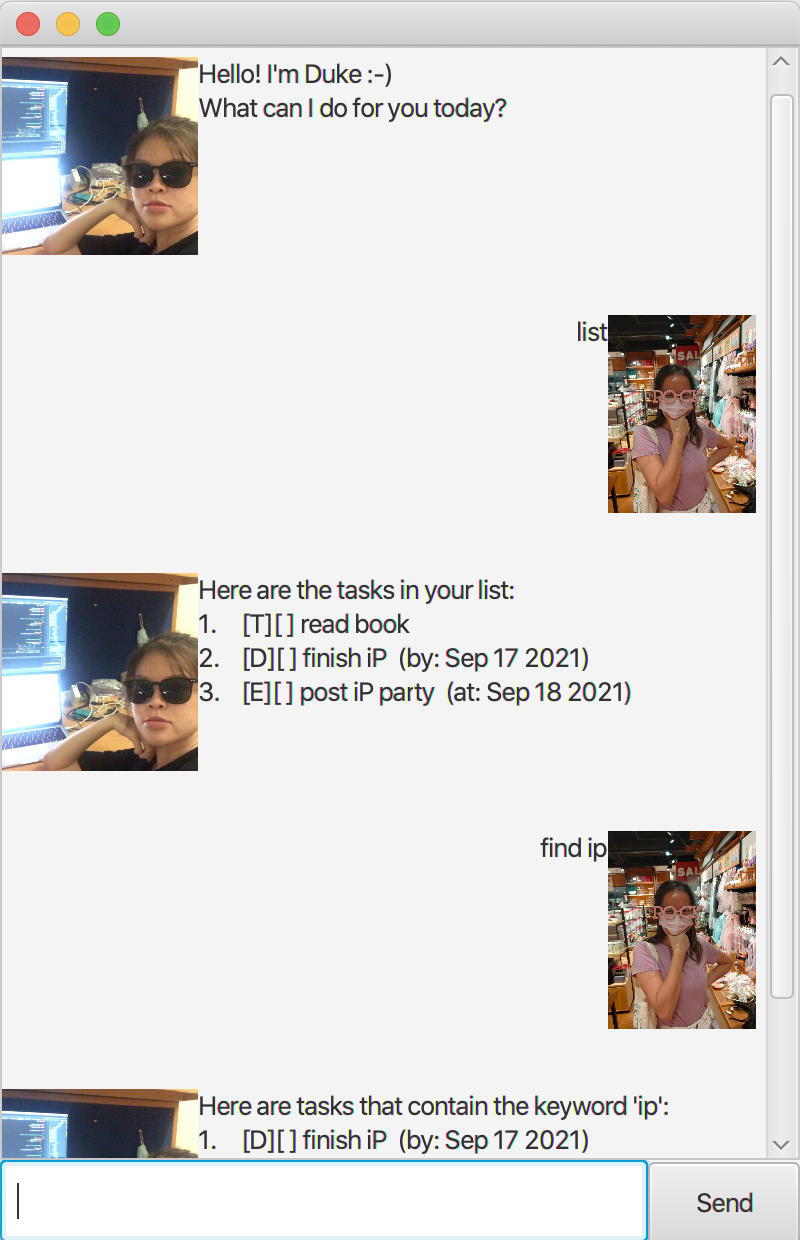 Hello! I'm Duke :-)
What can I do for you today?
list
SAL
Here are the tasks in your list:
1. [T][ ] read book
2. [D][ ] finish iP (by: Sep 17 2021)
3. [E][ ] post iP party (at: Sep 18 2021)
find ip
SAL
Here are tasks that contain the keyword 'ip':
1. [D][ ] finish iP (by: Sep 17 2021)
Send